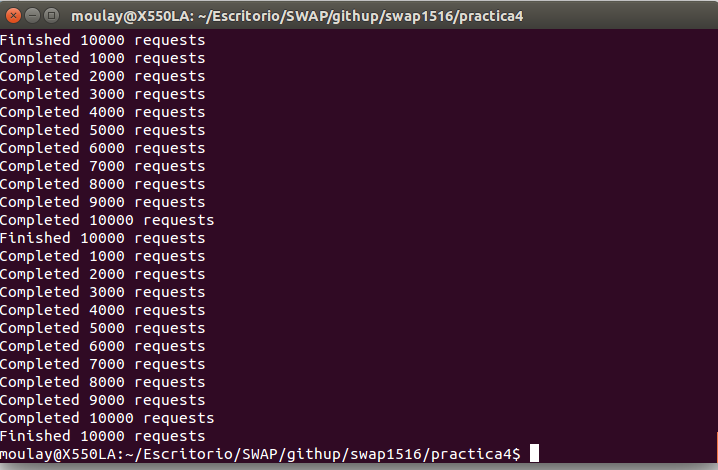 moulay@X550LA: ~/Escritorio/SWAP/githup/swap1516/practica4
Finished 10000 requests
Completed 1000 requests
Completed 2000 requests
Completed 3000 requests
Completed 4000 requests
Completed 5000 requests
Completed 6000 requests
Completed 7000 requests
Completed 8000 requests
Completed 9000 requests
Completed 10000 requests
Finished 10000 requests
Completed 1000 requests
Completed 2000 requests
Completed 3000 requests
Completed 4000 requests
Completed 5000 requests
Completed 6000 requests
Completed 7000 requests
Completed 8000 requests
Completed 9000 requests
Completed 10000 requests
Finished 10000 requests
moulay@X550LA:~/Escritorio/SWAP/githup/swap1516/practica4$